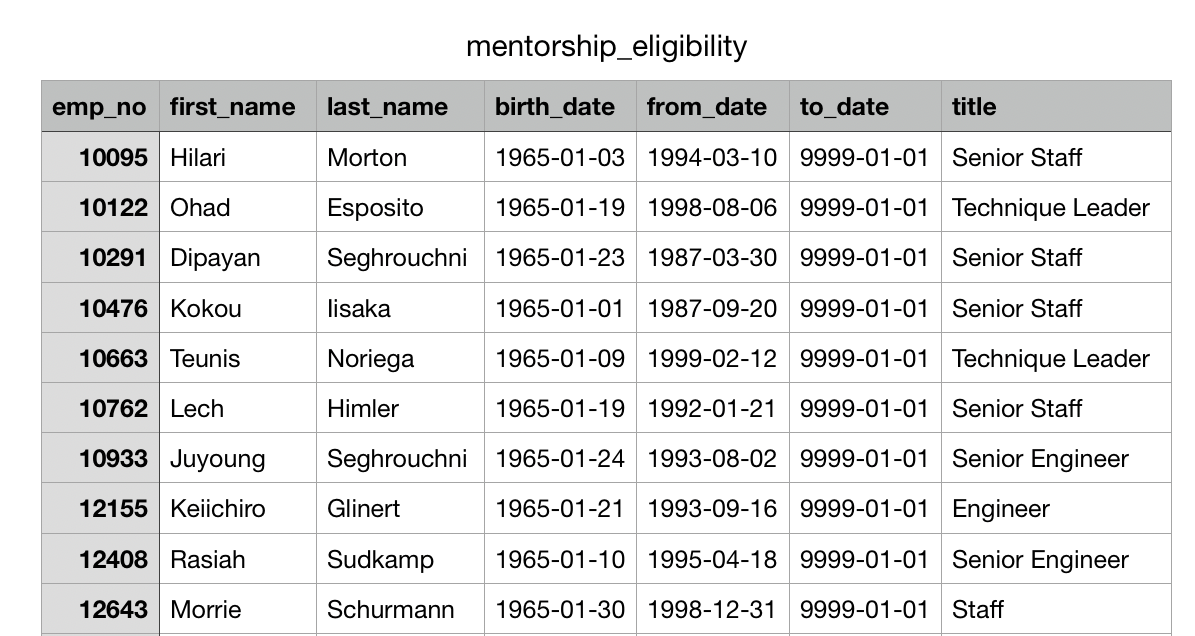 mentorship_eligibility
emp_no first_name last_name birth_date from_date to_date title
10095 Hilari Morton 1965-01-03 1994-03-10 9999-01-01 Senior Staff
10122 Ohad Esposito 1965-01-19 1998-08-06 9999-01-01 Technique Leader
10291 Dipayan Seghrouchni 1965-01-23 1987-03-30 9999-01-01 Senior Staff
10476 Kokou Iisaka 1965-01-01 1987-09-20 9999-01-01 Senior Staff
10663 Teunis Noriega 1965-01-09 1999-02-12 9999-01-01 Technique Leader
10762 Lech Himler 1965-01-19 1992-01-21 9999-01-01 Senior Staff
10933 Juyoung Seghrouchni 1965-01-24 1993-08-02 9999-01-01 Senior Engineer
12155 Keiichiro Glinert 1965-01-21 1993-09-16 9999-01-01 Engineer
12408 Rasiah Sudkamp 1965-01-10 1995-04-18 9999-01-01 Senior Engineer
12643 Morrie Schurmann 1965-01-30 1998-12-31 9999-01-01 Staff